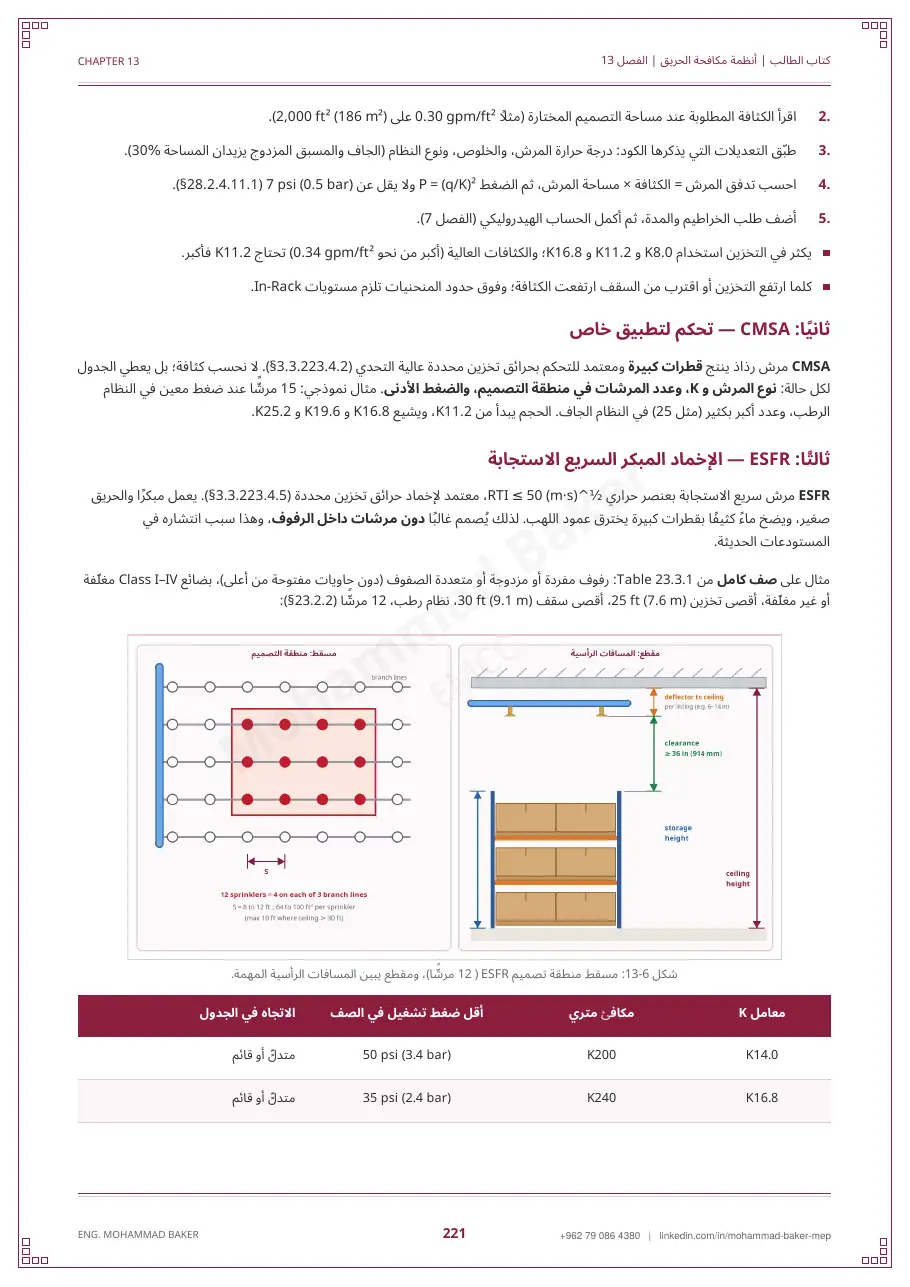 كتاب الطالب | أنظمة مكافحة الحريق | الفصل 13
CHAPTER 13
2. اقرأ الكثافة المطلوبة عند مساحة التصميم المختارة (مثلًا 0.30 gpm/ft² على 2,000 ft² (186 m²)).
3. طبّق التعديلات التي يذكرها الكود: درجة حرارة المرش، والخلوص، ونوع النظام (الجاف والمسبق المزدوج يزيدان المساحة 30%).
4. احسب تدفق المرش = الكثافة × مساحة المرش، ثم الضغط P = (q/K)² ولا يقل عن 7 psi (0.5 bar) (§28.2.4.11.1).
5. أضف طلب الخراطيم والمدة، ثم أكمل الحساب الهيدروليكي (الفصل 7).
■ يكثر في التخزين استخدام K8.0 و K11.2 و K16.8؛ والكثافات العالية (أكبر من نحو 0.34 gpm/ft²) تحتاج K11.2 فأكبر.
■ كلما ارتفع التخزين أو اقترب من السقف ارتفعت الكثافة؛ وفوق حدود المنحنيات تلزم مستويات In-Rack.
ثانيًا: CMSA — تحكم لتطبيق خاص
CMSA مرش رذاذ ينتج قطرات كبيرة ومعتمد للتحكم بحرائق تخزين محددة عالية التحدي (§3.3.223.4.2). لا نحسب كثافة؛ بل يعطي الجدول
لكل حالة: نوع المرش و K، وعدد المرشات في منطقة التصميم، والضغط الأدنى. مثال نموذجي: 15 مرشًّا عند ضغط معين في النظام
الرطب، وعدد أكبر بكثير (مثل 25) في النظام الجاف. الحجم يبدأ من K11.2، ويشيع K16.8 و K19.6 و K25.2.
ثالثًا: ESFR — الإخماد المبكر السريع الاستجابة
ESFR مرش سريع الاستجابة بعنصر حراري RTI ≤ 50 (m·s)^½، معتمد لإخماد حرائق تخزين محددة (§3.3.223.4.5). يعمل مبكرًا والحريق
صغير، ويضخ ماءً كثيفًا بقطرات كبيرة يخترق عمود اللهب. لذلك يُصمم غالبًا دون مرشات داخل الرفوف، وهذا سبب انتشاره في
المستودعات الحديثة.
مثال على صف كامل من Table 23.3.1: رفوف مفردة أو مزدوجة أو متعددة الصفوف (دون حاويات مفتوحة من أعلى)، بضائع Class I–IV مغلّفة
أو غير مغلّفة، أقصى تخزين 25 ft (7.6 m)، أقصى سقف 30 ft (9.1 m)، نظام رطب، 12 مرشًّا (§23.2.2):
مقطع: المسافات الرأسية
deflector to ceiling
per listing (e.g. 6–14 in)
clearance
≥ 36 in (914 mm)
storage
height
ceiling
height
مسقط: منطقة التصميم
branch lines
S
12 sprinklers = 4 on each of 3 branch lines
S = 8 to 12 ft ; 64 to 100 ft² per sprinkler
(max 10 ft where ceiling > 30 ft)
شكل 6-13: مسقط منطقة تصميم ESFR ( 12 مرشًّا)، ومقطع يبين المسافات الرأسية المهمة.
معامل K مكافئ متري أقل ضغط تشغيل في الصف الاتجاه في الجدول
K14.0 K200 50 psi (3.4 bar) متدلّ أو قائم
K16.8 K240 35 psi (2.4 bar) متدلّ أو قائم
Mohammad Baker
EMCC
ENG. MOHAMMAD BAKER
221
+962 79 086 4380 | linkedin.com/in/mohammad-baker-mep